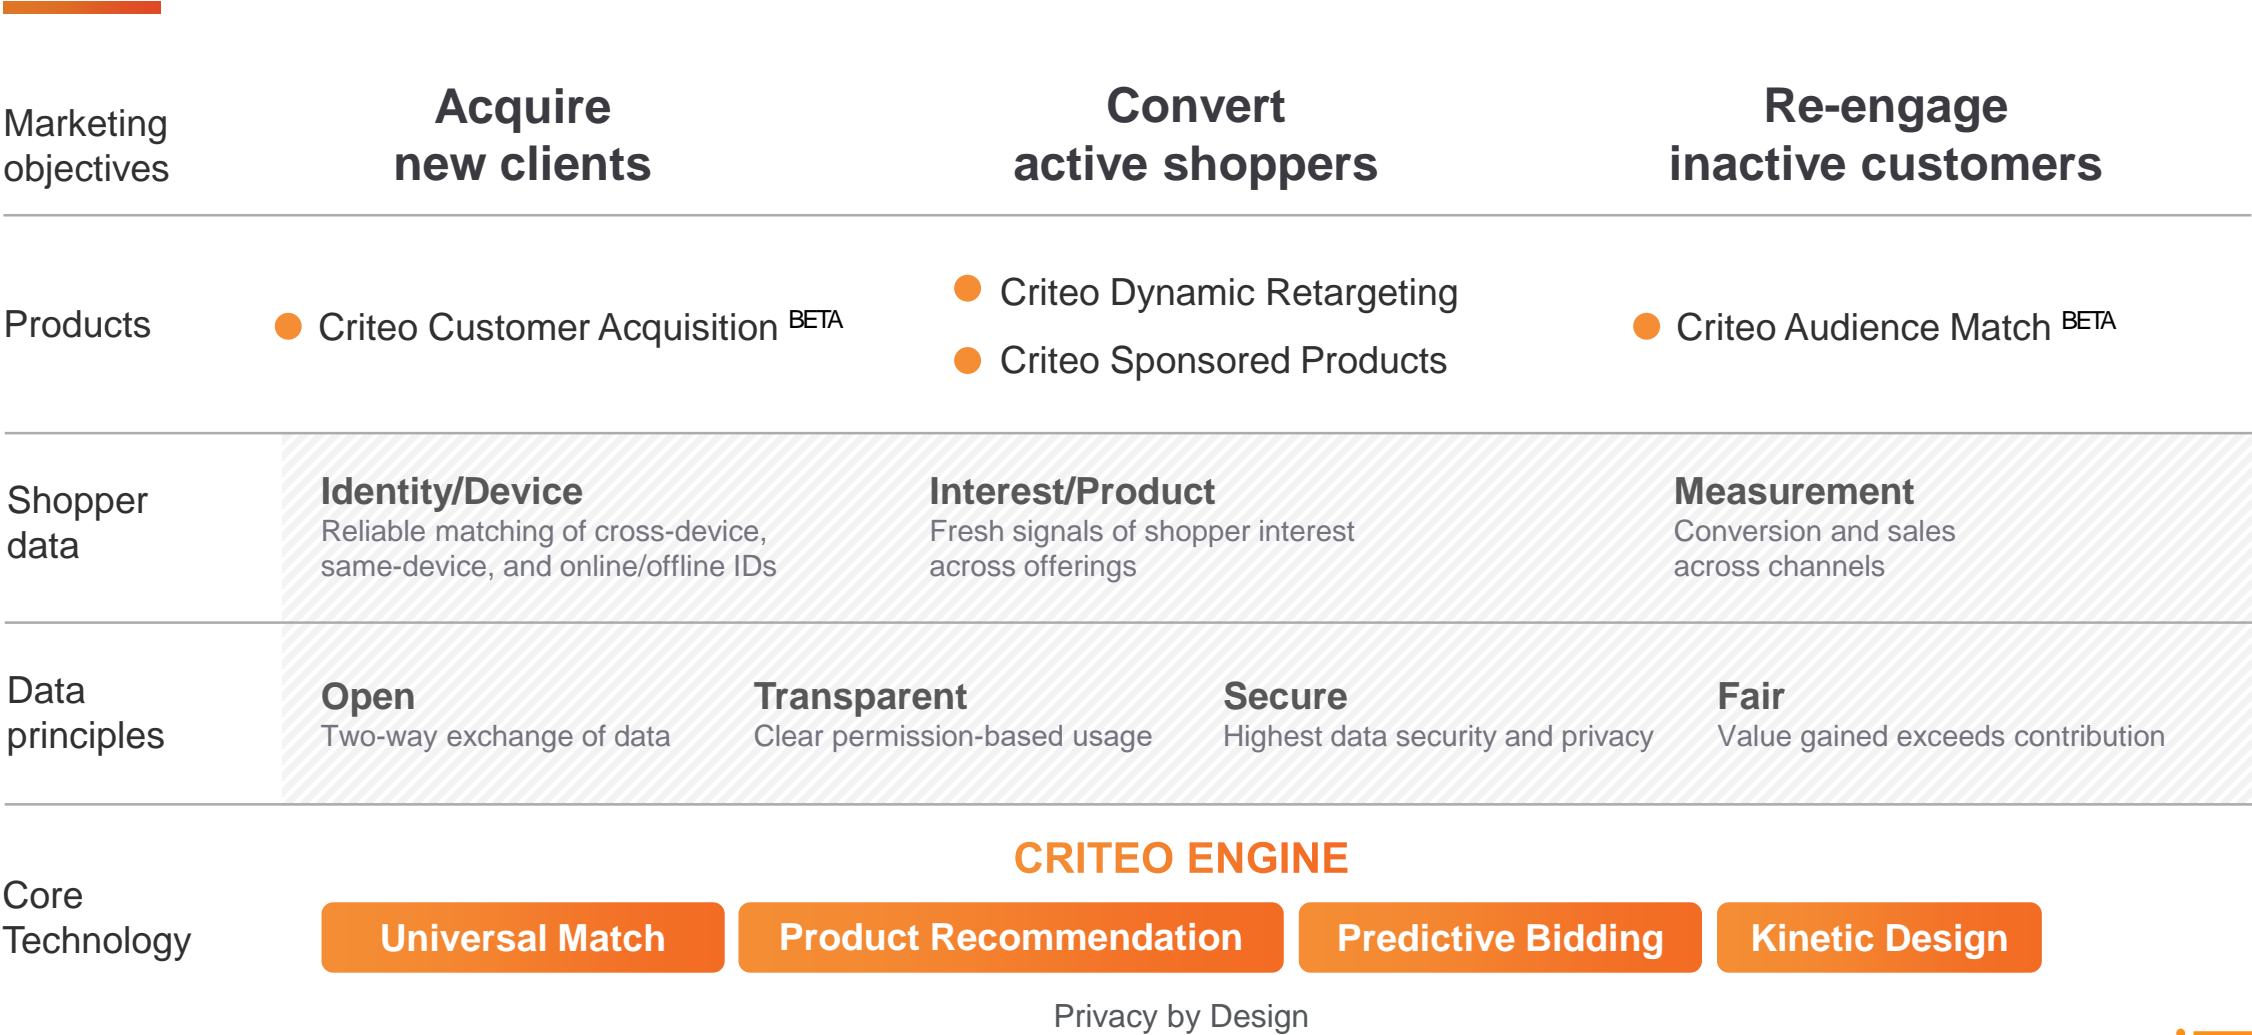 Marketing
objectives
Acquire
new clients
Convert
active shoppers
Re-engage
inactive customers
Products
Criteo Customer Acquisition BETA
Criteo Dynamic Retargeting
Criteo Sponsored Products
Criteo Audience Match BETA
Shopper
data
Identity/Device
Reliable matching of cross-device,
same-device, and online/offline IDs
Interest/Product
Fresh signals of shopper interest
across offerings
Measurement
Conversion and sales
across channels
Data
principles
Open
Two-way exchange of data
Transparent
Clear permission-based usage
Secure
Highest data security and privacy
Fair
Value gained exceeds contribution
Core
Technology
CRITEO ENGINE
Universal Match
Product Recommendation
Predictive Bidding
Kinetic Design
Privacy by Design